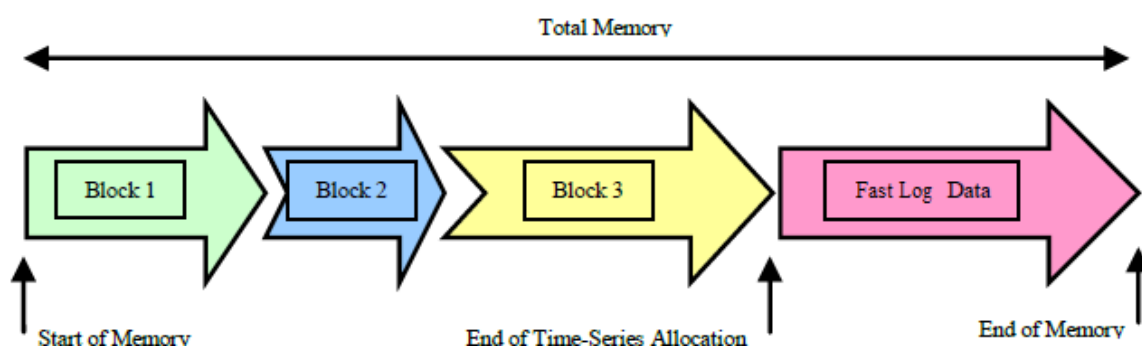 Total Memory
Block 1
Block 2
Block 3
Fast Log Data
Start of Memory
End of Time-Series Allocation
End of Memory